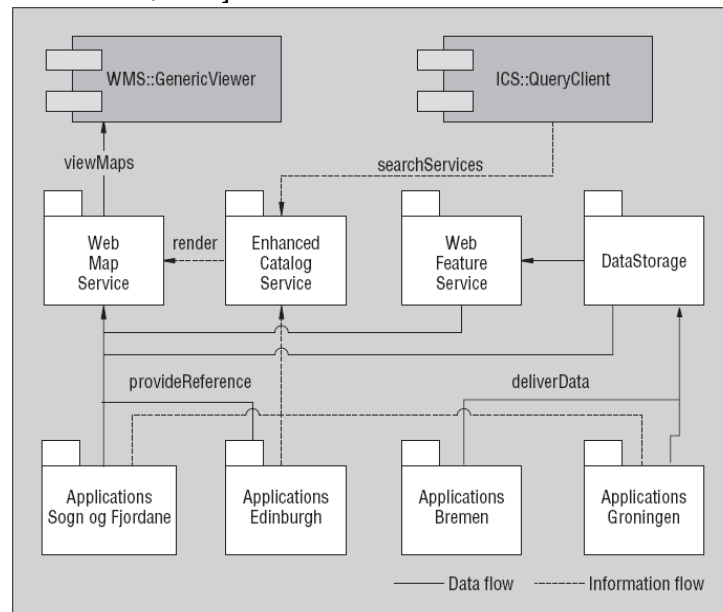 WMS::GenericViewer
ICS::QueryClient
viewMaps
searchServices
Web
Map
Service
render
Enhanced
Catalog
Service
Web
Feature
Service
DataStorage
provideReference
deliverData
Applications
Sogn og Fjordane
Applications
Edinburgh
Applications
Bremen
Applications
Groningen
Data flow
Information flow